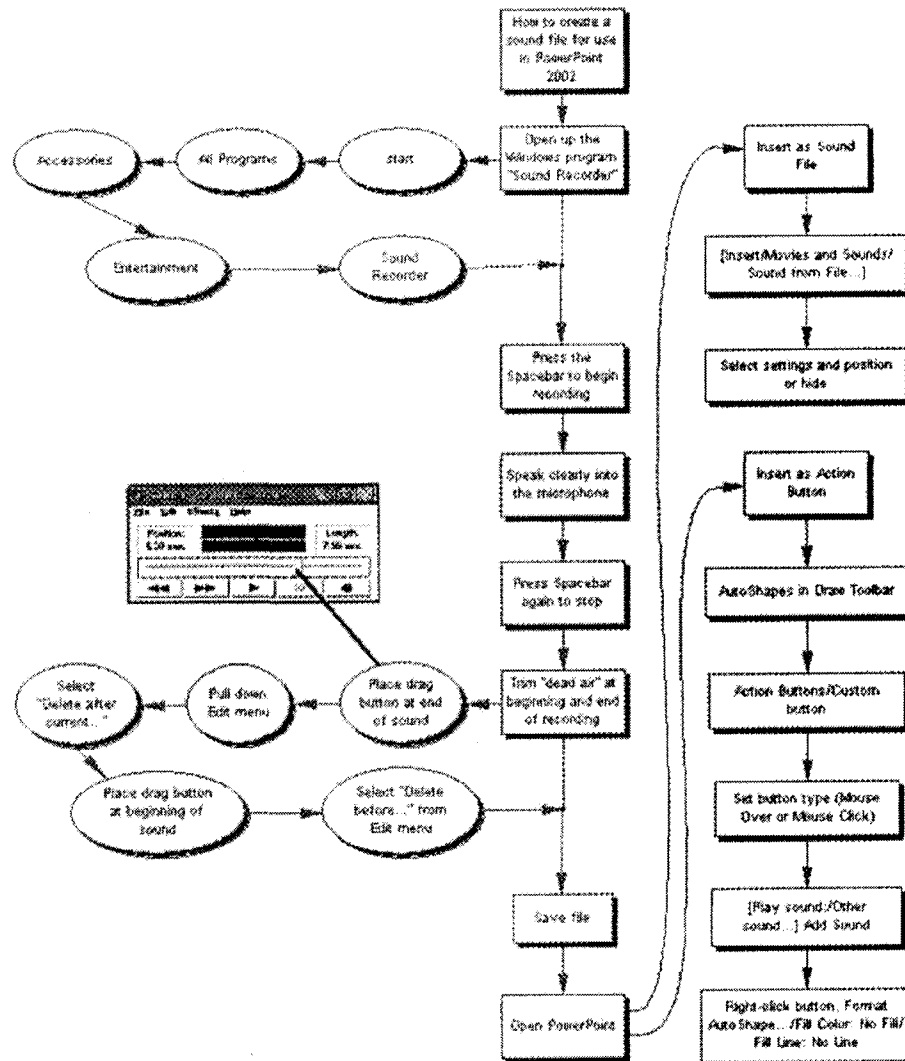 How to create a
sound file for use
in PowerPoint
2002
Open up the
Windows program
"Sound Recorder"
start
All Programs
Accessories
Entertainment
Sound
Recorder
Press the
Spacebar to begin
recording
Speak clearly into
the microphone
Press Spacebar
again to stop
Trim "dead air" at
beginning and end
of recording
Position:
Length:
Place drag
button at end
of sound
Pull down
Edit menu
Select
"Delete after
current..."
Place drag button
at beginning of
sound
Select "Delete
before..." from
Edit menu
Save file
Open PowerPoint
Insert as Sound
File
[Insert/Movies and Sounds/
Sound from File...]
Select settings and position
or hide
Insert as Action
Button
AutoShapes in Draw Toolbar
Action Buttons/Custom
button
Set button type (Mouse
Over or Mouse Click)
[Play sound:/Other
sound...] Add Sound
Right-click button, Format
AutoShape.../Fill Color: No Fill/
Fill Line: No Line